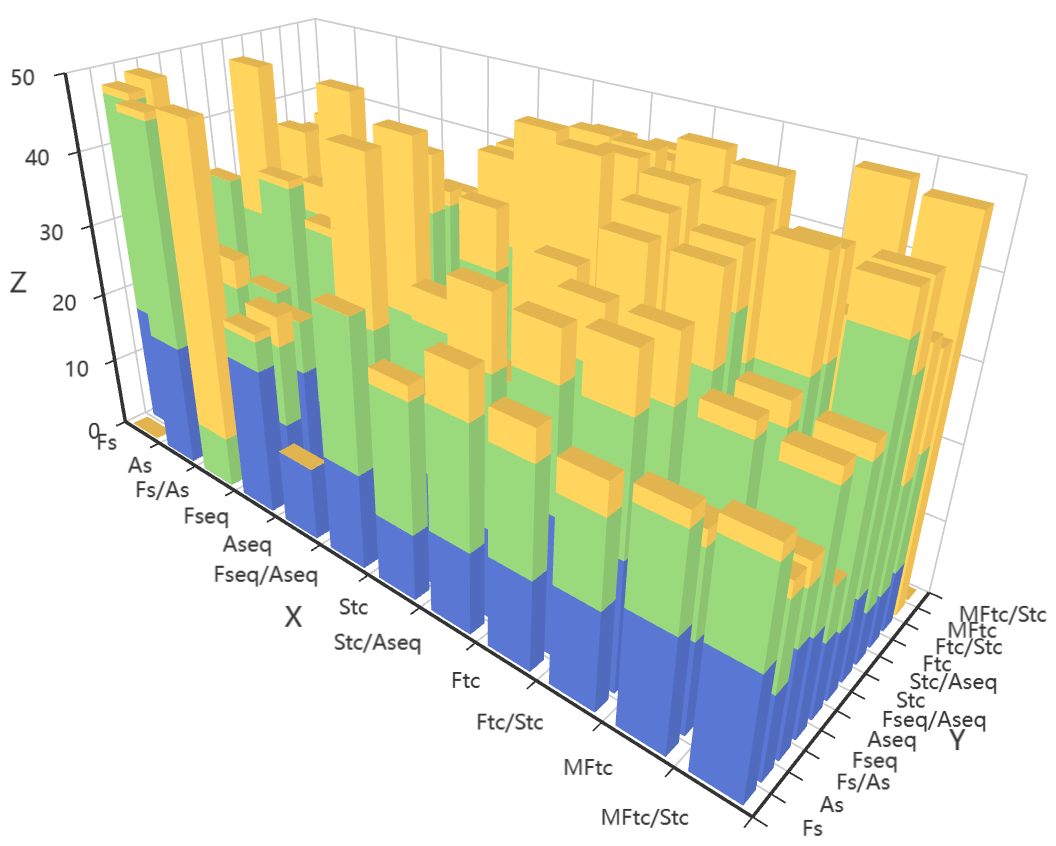 50
40
30
20
10
0
Z
Fs
As
Fs/As
Fseq
Aseq
Fseq/Aseq
Stc
Stc/Aseq
Ftc
Ftc/Stc
MFtc
MFtc/Stc
X
MFtc/Stc
MFtc
Ftc/Stc
Ftc
Stc/Aseq
Stc
Fseq/Aseq
Aseq
Fseq
Fs/As
As
Fs
Y